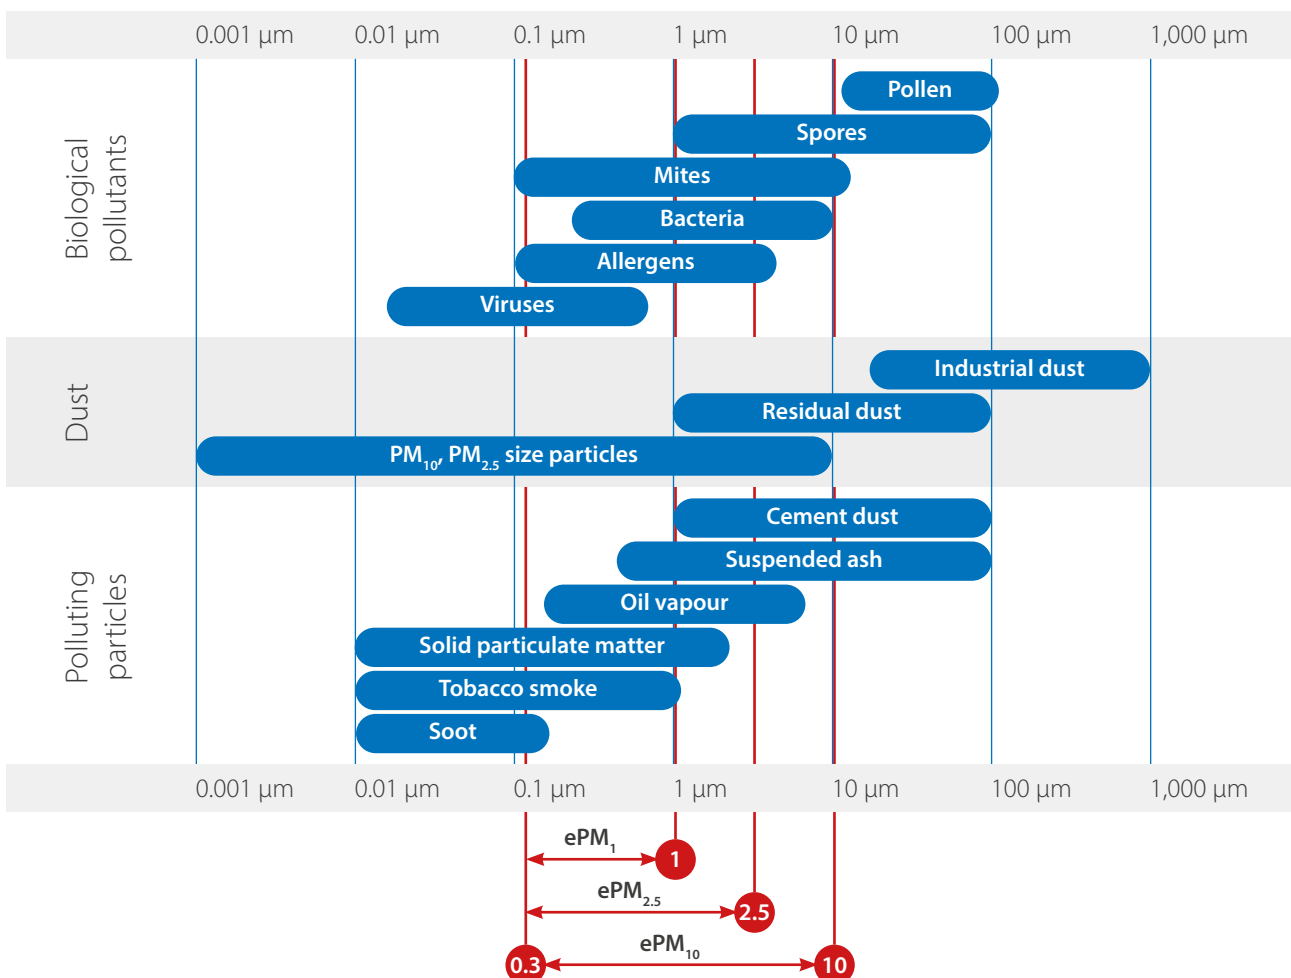 0.001 µm 0.01 µm 0.1 µm 1 µm 10 µm 100 µm 1,000 µm
Biological
pollutants
Pollen
Spores
Mites
Bacteria
Allergens
Viruses
Dust
Industrial dust
Residual dust
PM10, PM2.5 size particles
Polluting
particles
Cement dust
Suspended ash
Oil vapour
Solid particulate matter
Tobacco smoke
Soot
0.001 µm 0.01 µm 0.1 µm 1 µm 10 µm 100 µm 1,000 µm
ePM1
1
ePM2.5
2.5
ePM10
0.3
10